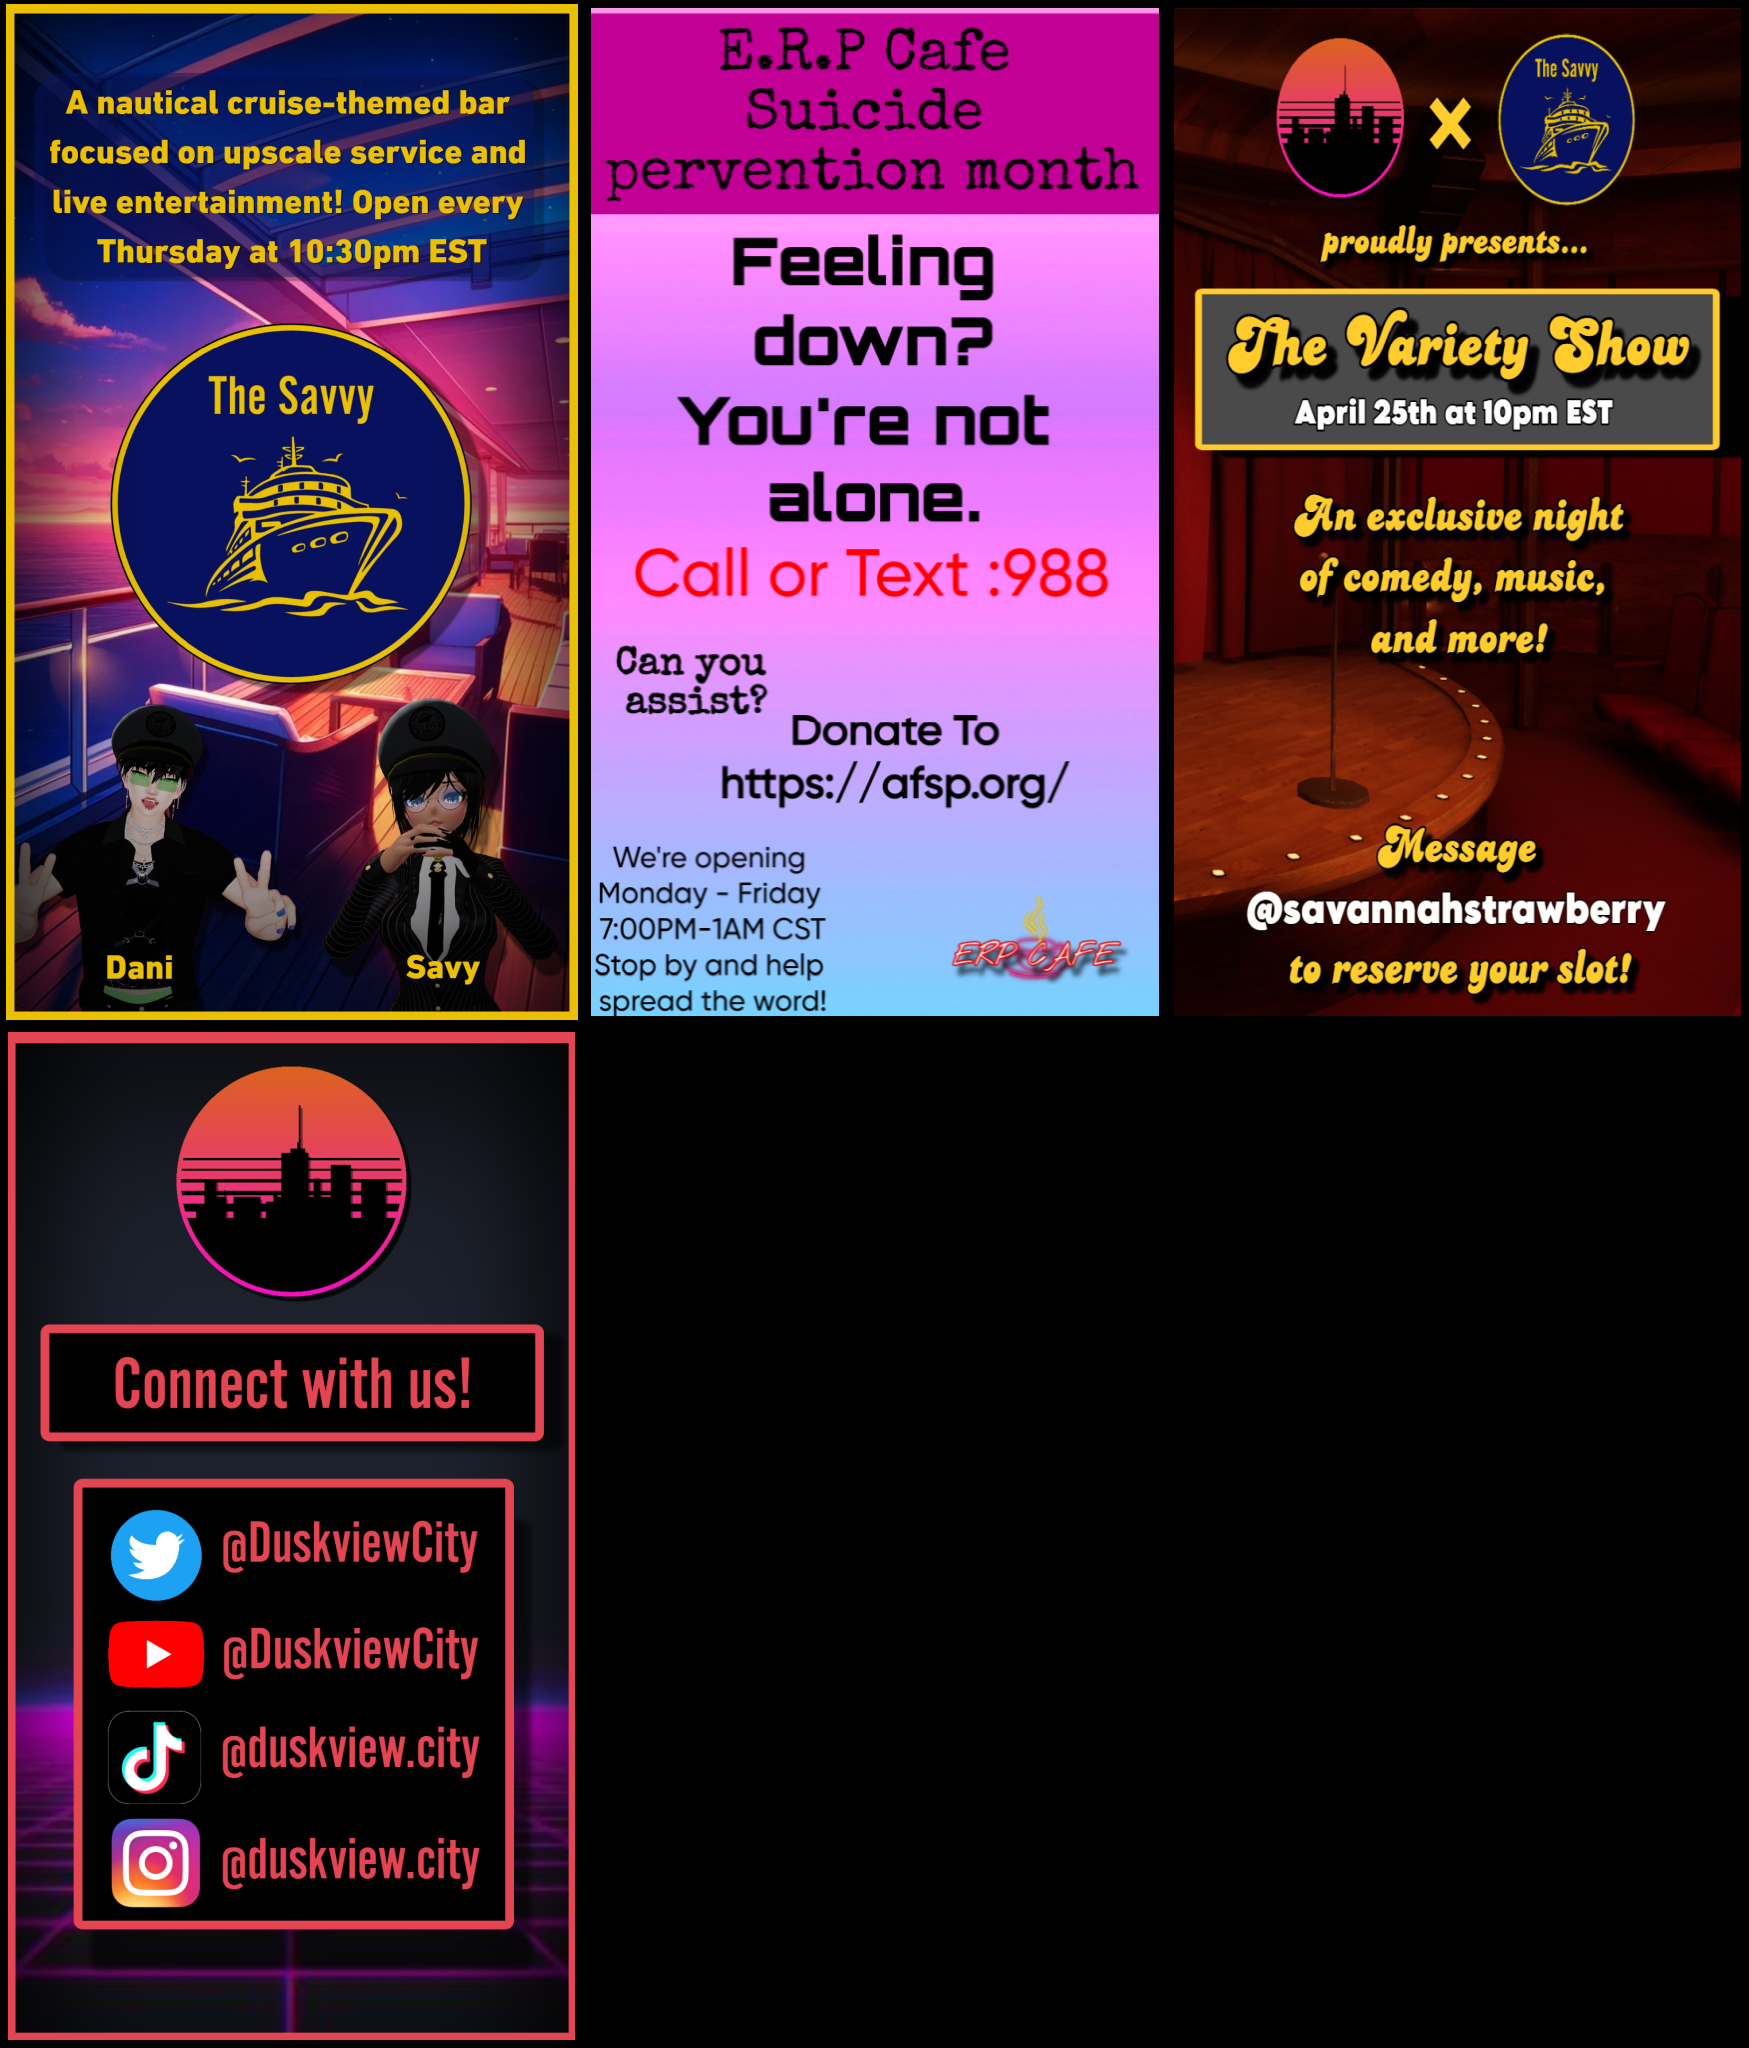 A nautical cruise-themed bar
focused on upscale service and
live entertainment! Open every
Thursday at 10:30pm EST
The Savvy
Dani
Savy
E.R.P Cafe
Suicide
pervention month
Feeling
down?
You're not
alone.
Call or Text :988
Can you
assist?
Donate To
https://afsp.org/
We're opening
Monday - Friday
7:00PM-1AM CST
Stop by and help
spread the word!
ERP CAFE
X
The Savvy
proudly presents...
The Variety Show
April 25th at 10pm EST
An exclusive night
of comedy, music,
and more!
Message
@savannahstrawberry
to reserve your slot!
Connect with us!
@DuskviewCity
@DuskviewCity
@duskview.city
@duskview.city